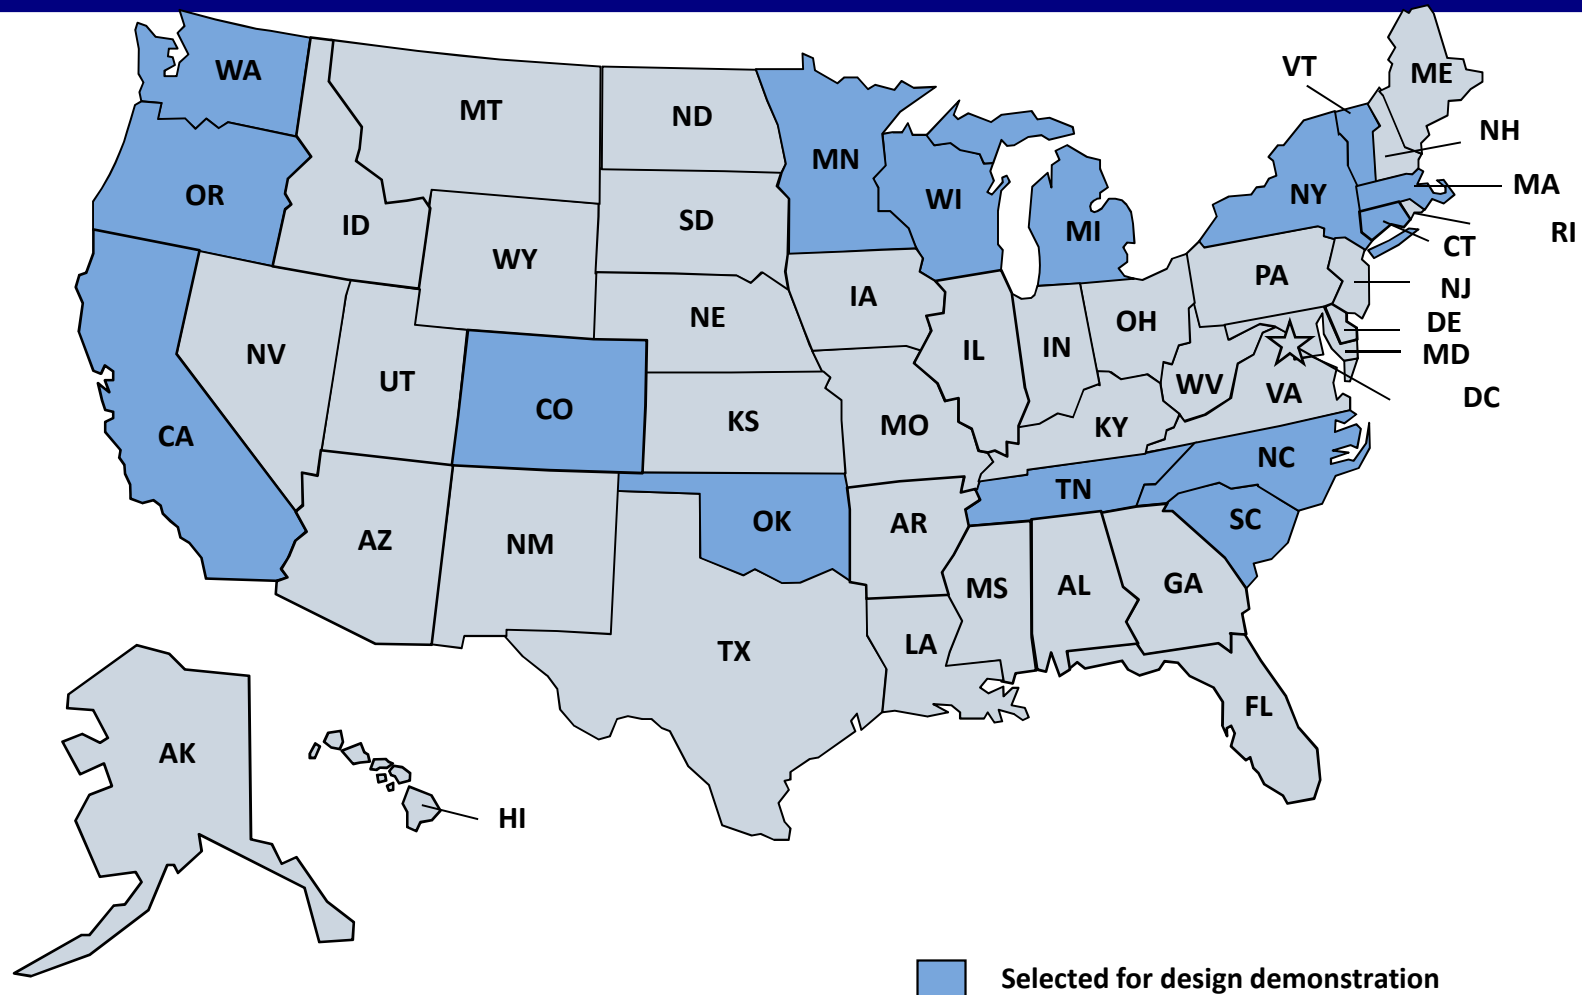 VT
WA
ME
MT
ND
NH
MN
MA
OR
WI
NY
ID
SD
MI
RI
CT
WY
PA
NJ
IA
NE
OH
DE
NV
IL
IN
MD
UT
WV
VA
DC
CO
KS
MO
KY
CA
NC
TN
OK
AR
SC
AZ
NM
MS
AL
GA
TX
LA
FL
AK
HI
Selected for design demonstration